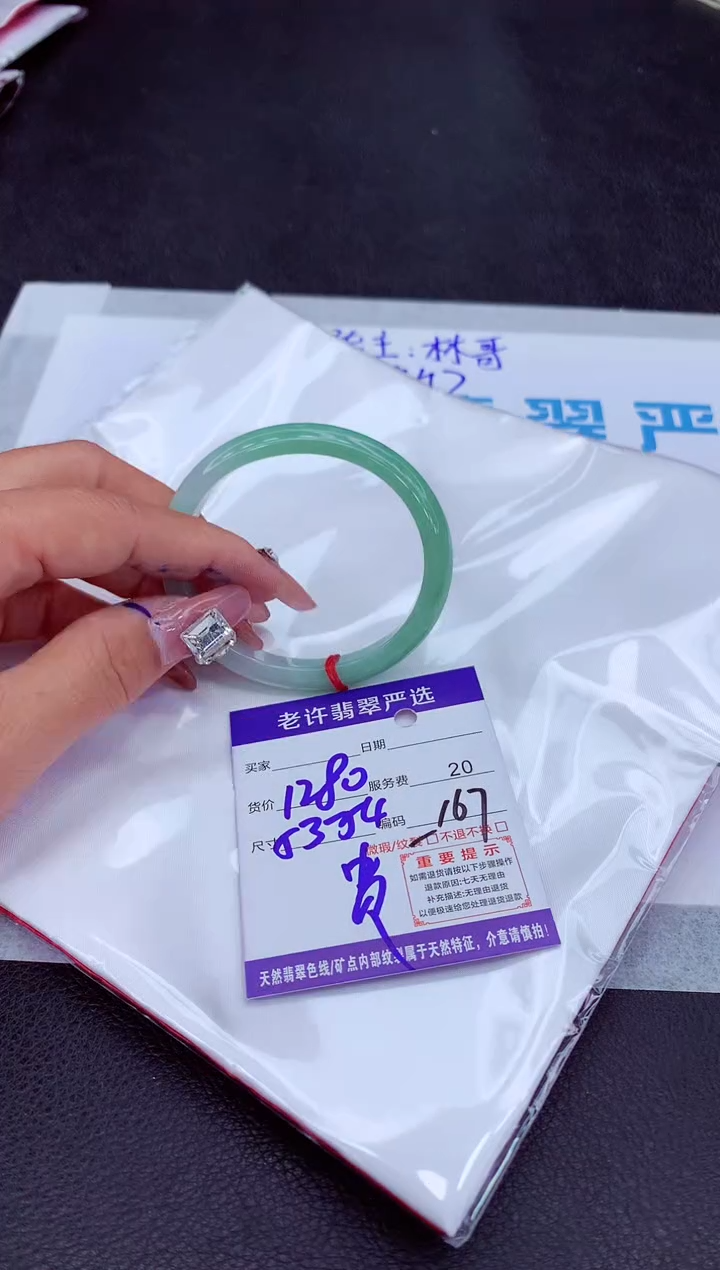 主：林哥
翡翠严
老许翡翠严选
买家 日期
货价 1280 服务费 20
尺寸 编码 167
微瑕/纹裂 不退不换
重要提示
如需退货请按以下步骤操作
退款原因:七天无理由
补充描述:无理由退货
以便极速给您处理退货退款
天然翡翠色线/矿点内部纹裂属于天然特征，介意请慎拍！